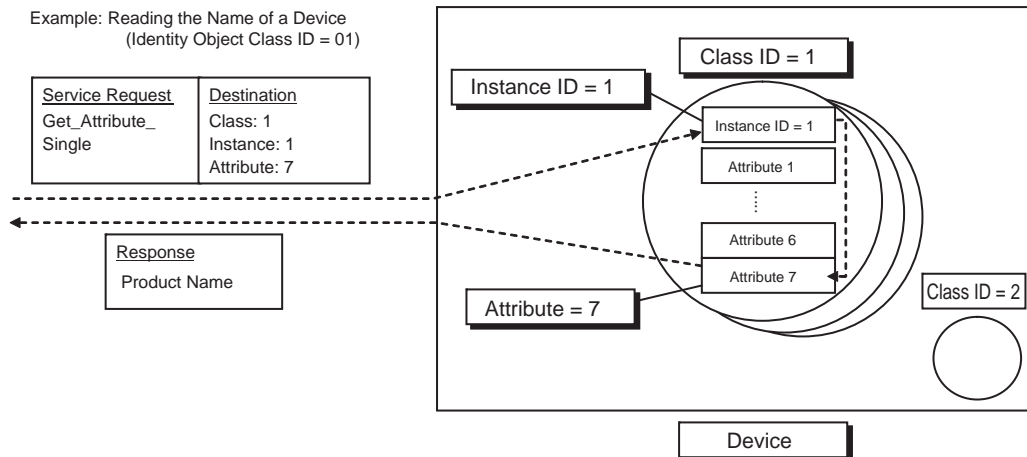 Example: Reading the Name of a Device
(Identity Object Class ID = 01)
Service Request
Get_Attribute_
Single
Destination
Class: 1
Instance: 1
Attribute: 7
Response
Product Name
Class ID = 1
Instance ID = 1
Instance ID = 1
Attribute 1
Attribute 6
Attribute 7
Attribute = 7
Class ID = 2
Device